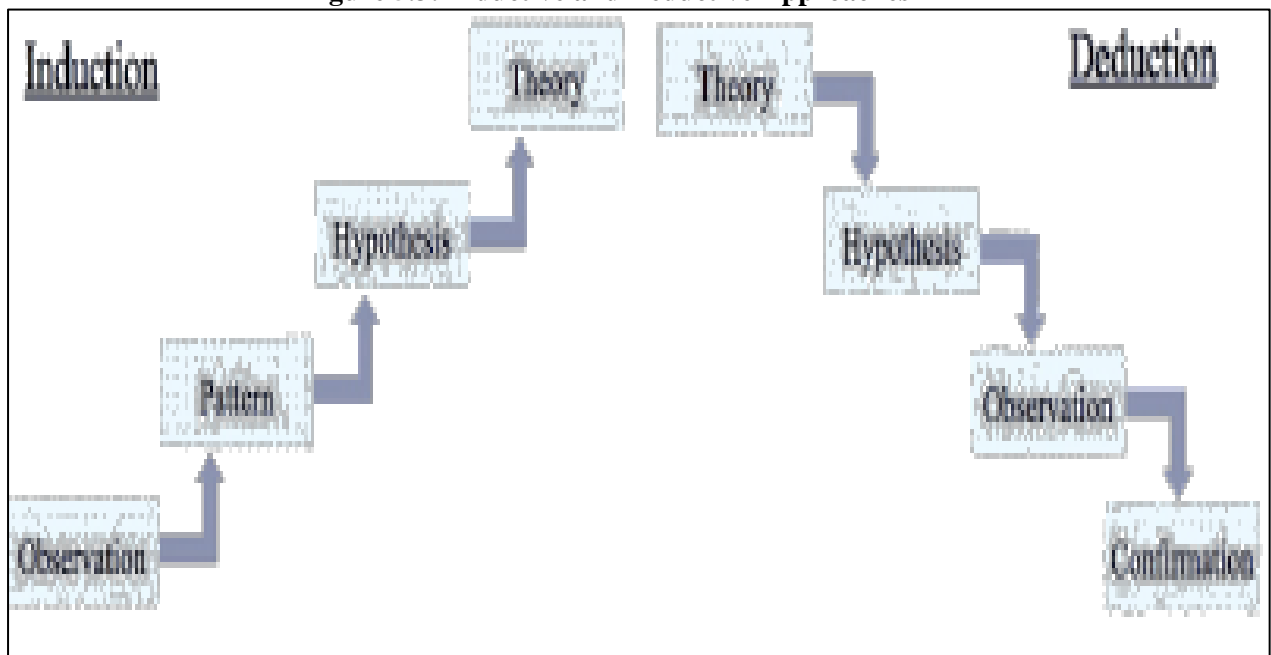 Induction
Theory
Hypothesis
Pattern
Observation
Deduction
Theory
Hypothesis
Observation
Confirmation